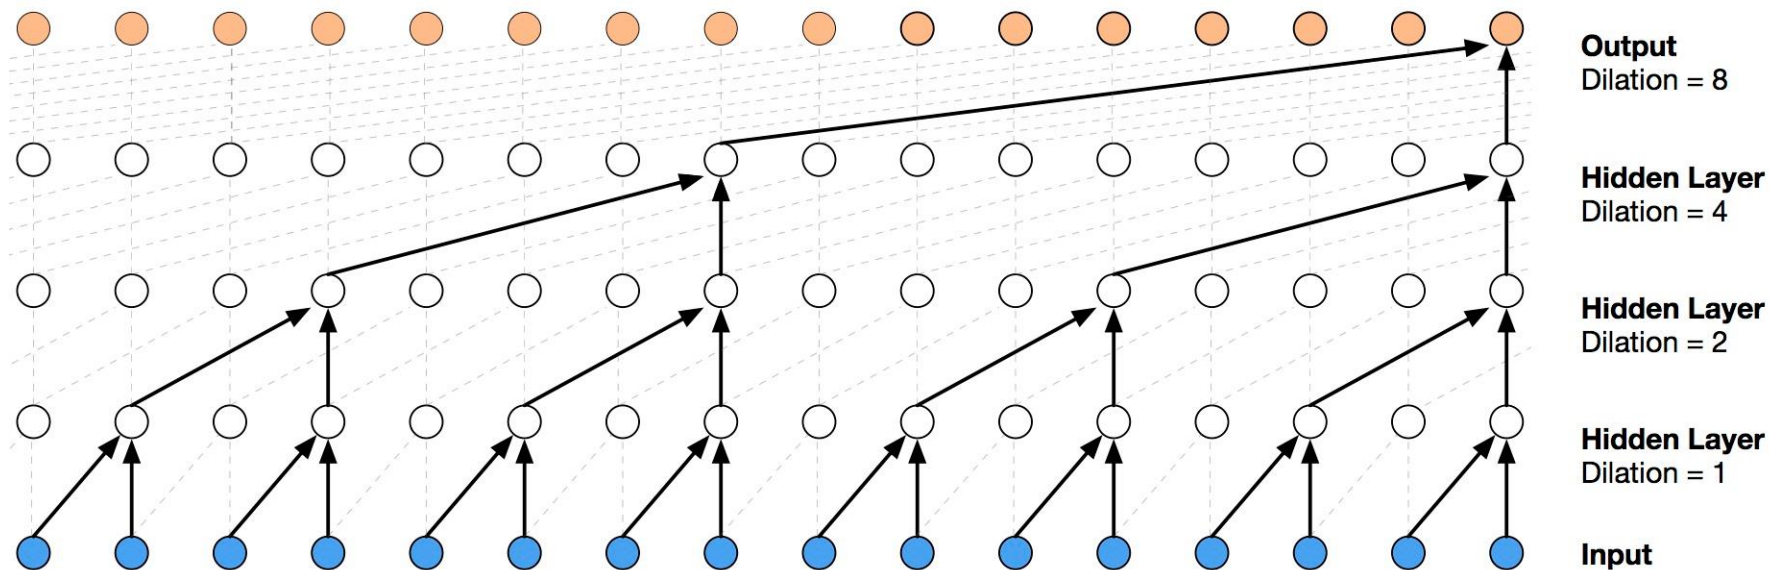 Output
Dilation = 8
Hidden Layer
Dilation = 4
Hidden Layer
Dilation = 2
Hidden Layer
Dilation = 1
Input